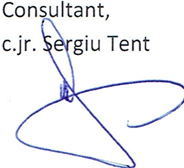 Consultant,
c.jr. Sergiu Tent